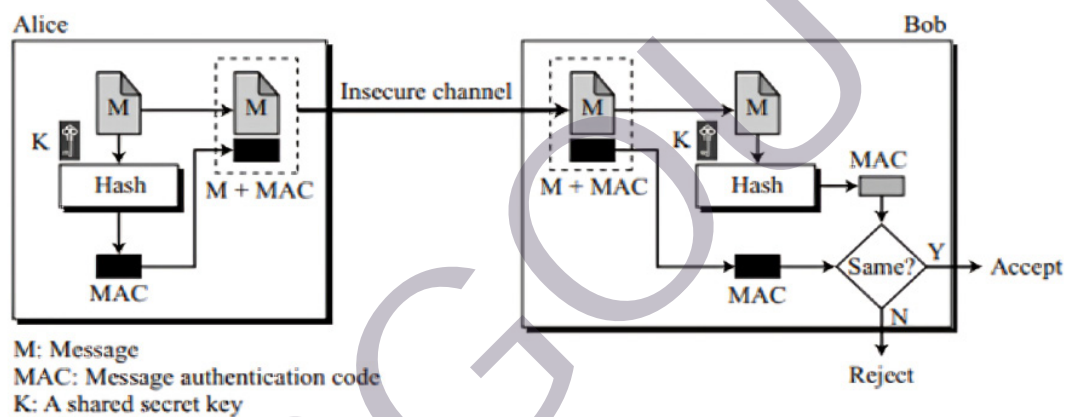 Alice
Bob
M
M
Insecure channel
M
M
K
K
MAC
Hash
M + MAC
M + MAC
Hash
MAC
MAC
Same?
Y
Accept
N
Reject
M: Message
MAC: Message authentication code
K: A shared secret key
GOU